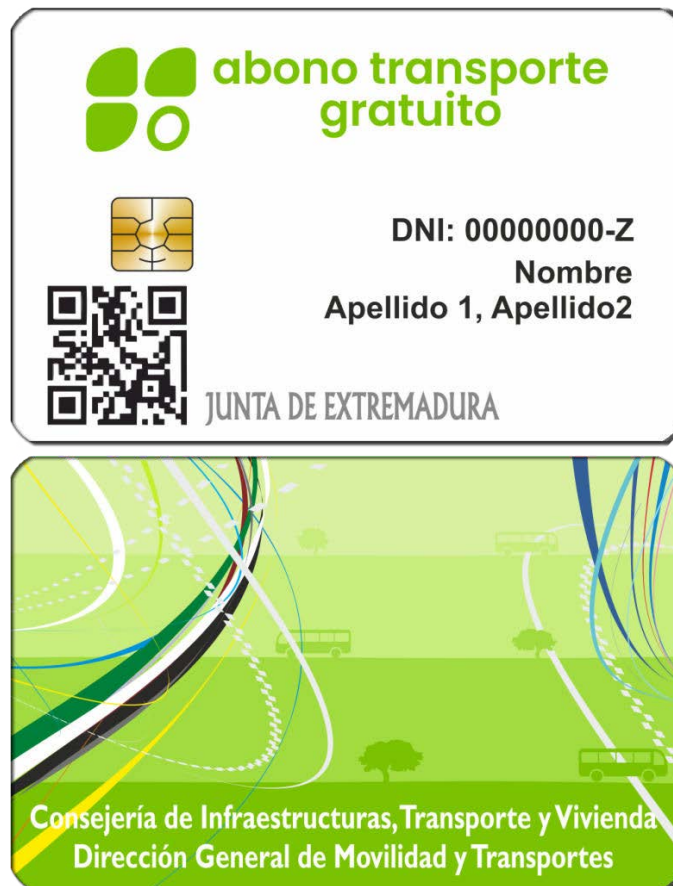 abono transporte
gratuito
DNI: 00000000-Z
Nombre
Apellido 1, Apellido2
JUNTA DE EXTREMADURA
Consejería de Infraestructuras, Transporte y Vivienda
Dirección General de Movilidad y Transportes